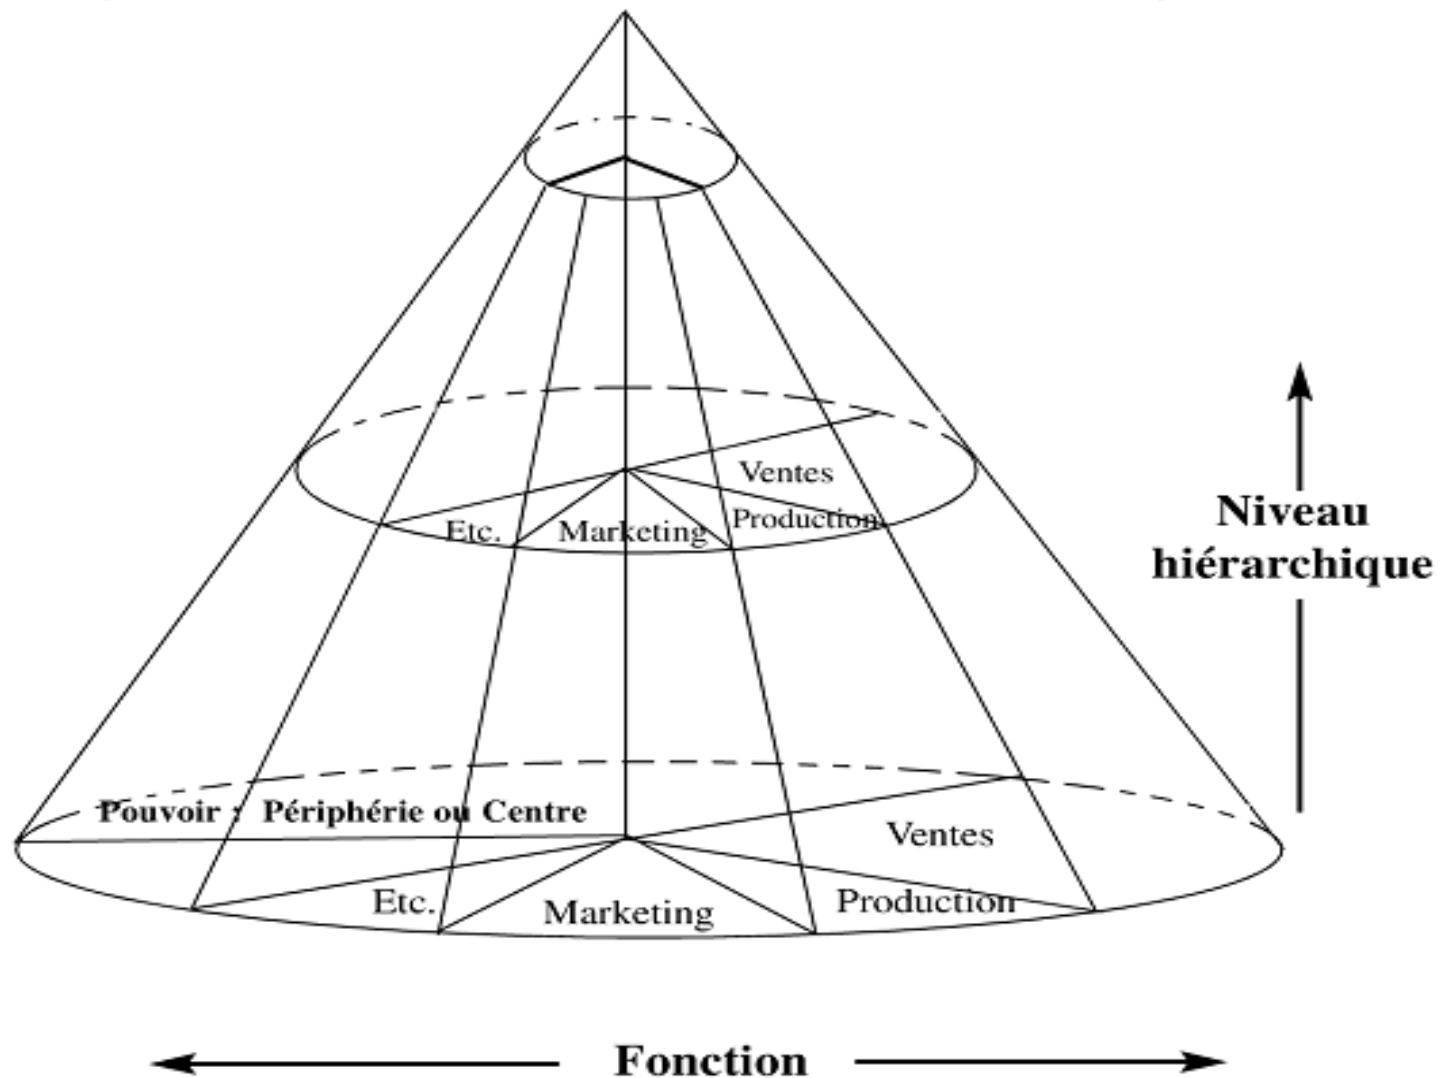 Ventes
Production
Etc.
Marketing
Niveau
hiérarchique
Pouvoir : Périphérie ou Centre
Ventes
Etc.
Marketing
Production
Fonction